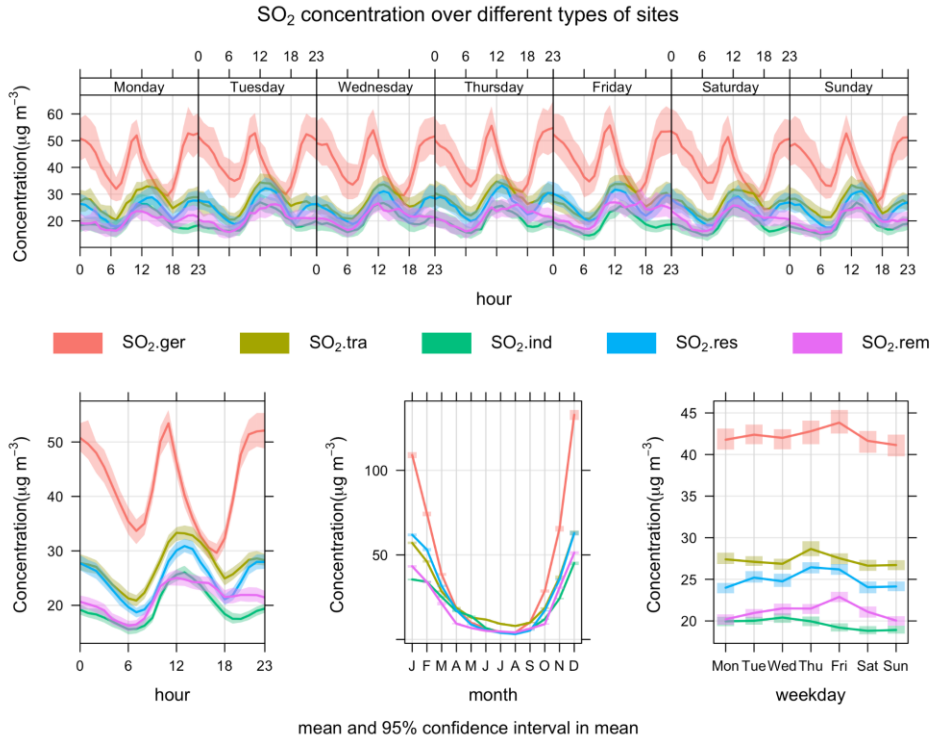 SO₂ concentration over different types of sites
0 6 12 18 23 0 6 12 18 23 0 6 12 18 23
Monday Tuesday Wednesday Thursday Friday Saturday Sunday
Concentration(μg m⁻³)
60
50
40
30
20
0 6 12 18 23 0 6 12 18 23 0 6 12 18 23 0 6 12 18 23
hour
SO₂.ger SO₂.tra SO₂.ind SO₂.res SO₂.rem
Concentration(μg m⁻³)
50
40
30
20
0 6 12 18 23
hour
Concentration(μg m⁻³)
100
50
J F M A M J J A S O N D
month
Concentration(μg m⁻³)
45
40
35
30
25
20
Mon Tue Wed Thu Fri Sat Sun
weekday
mean and 95% confidence interval in mean